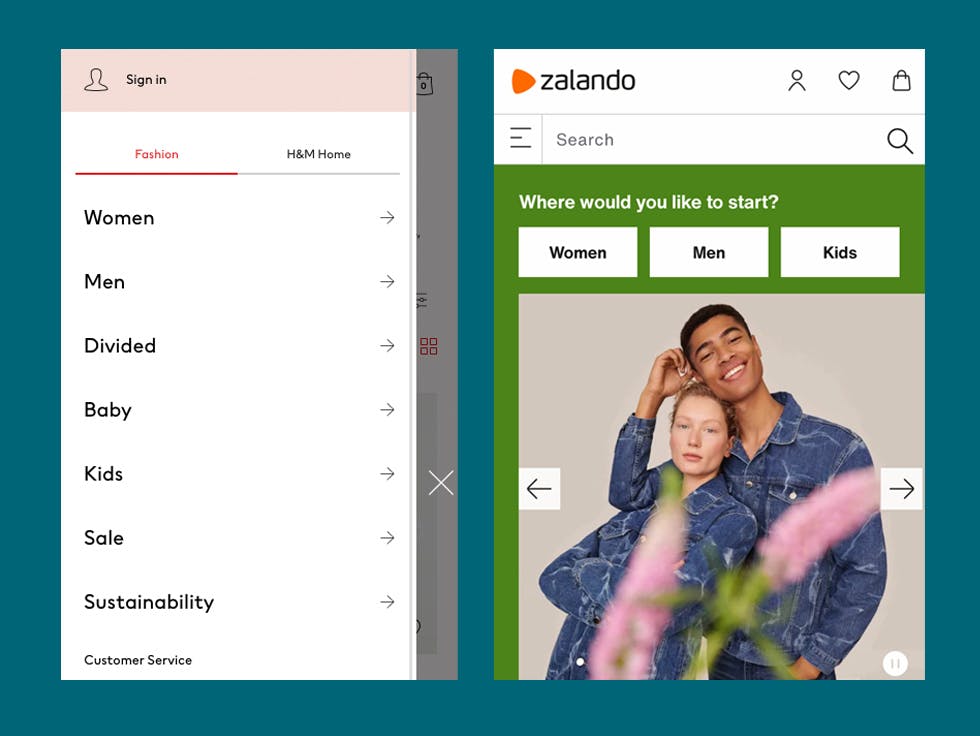 Sign in
0
Fashion
H&M Home
Women
Men
Divided
Baby
Kids
Sale
Sustainability
Customer Service
zalando
Search
Where would you like to start?
Women
Men
Kids